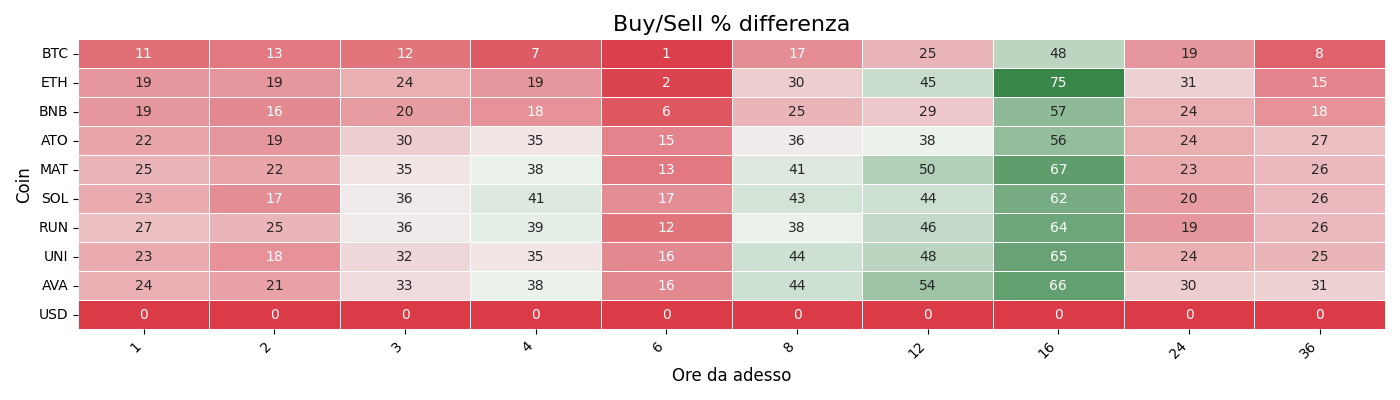 Buy/Sell % differenza
Coin
BTC 11 13 12 7 1 17 25 48 19 8
ETH 19 19 24 19 2 30 45 75 31 15
BNB 19 16 20 18 6 25 29 57 24 18
ATO 22 19 30 35 15 36 38 56 24 27
MAT 25 22 35 38 13 41 50 67 23 26
SOL 23 17 36 41 17 43 44 62 20 26
RUN 27 25 36 39 12 38 46 64 19 26
UNI 23 18 32 35 16 44 48 65 24 25
AVA 24 21 33 38 16 44 54 66 30 31
USD 0 0 0 0 0 0 0 0 0 0
1 2 3 4 6 8 12 16 24 36
Ore da adesso